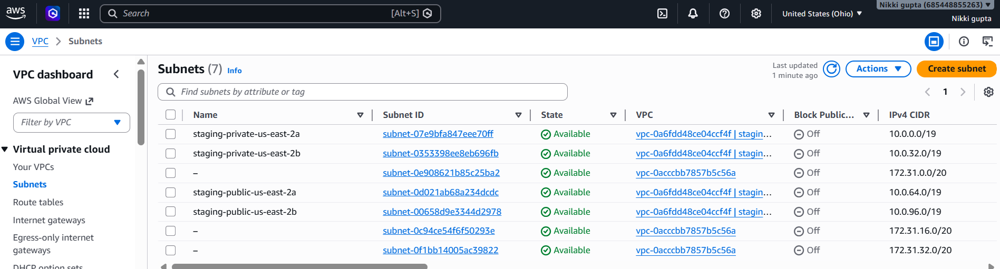 aws
Search [Alt+S]
United States (Ohio)
Nikki gupta (685448855263)
Nikki gupta
VPC Subnets
VPC dashboard
AWS Global View
Filter by VPC
Virtual private cloud
Your VPCs
Subnets
Route tables
Internet gateways
Egress-only internet
gateways
DHCP option sets
Subnets (7) Info
Last updated
1 minute ago
Actions
Create subnet
Find subnets by attribute or tag
1
Name Subnet ID State VPC Block Public... IPv4 CIDR
staging-private-us-east-2a subnet-07e9bfa847eee70ff Available vpc-0a6fdd48ce04ccf4f | stagin... Off 10.0.0.0/19
staging-private-us-east-2b subnet-0353398ee8eb696fb Available vpc-0a6fdd48ce04ccf4f | stagin... Off 10.0.32.0/19
– subnet-0e908621b85c25ba2 Available vpc-0acccbb7857b5c56a Off 172.31.0.0/20
staging-public-us-east-2a subnet-0d021ab68a234dcdc Available vpc-0a6fdd48ce04ccf4f | stagin... Off 10.0.64.0/19
staging-public-us-east-2b subnet-00658d9e3344d2978 Available vpc-0a6fdd48ce04ccf4f | stagin... Off 10.0.96.0/19
– subnet-0c94ce54f6f50293e Available vpc-0acccbb7857b5c56a Off 172.31.16.0/20
– subnet-0f1bb14005ac39822 Available vpc-0acccbb7857b5c56a Off 172.31.32.0/20